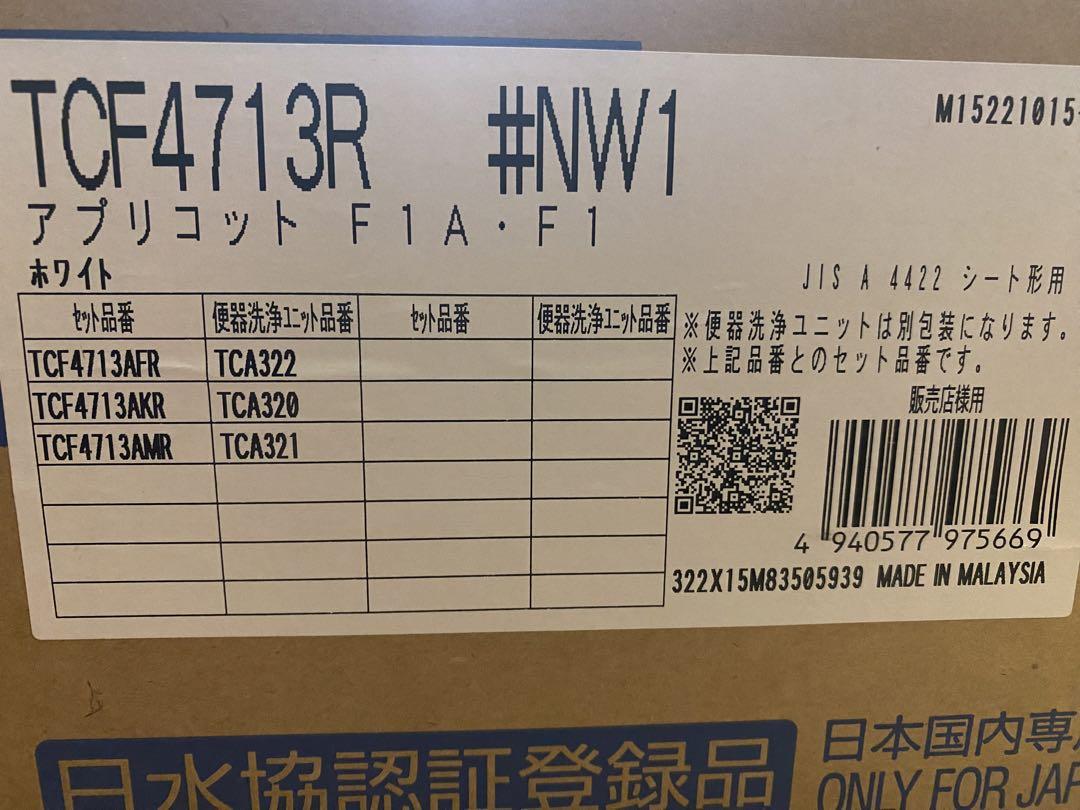 TCF4713R #NW1
M15221015
アプリコット F1A・F1
ホワイト
JIS A 4422 シート形用
セット品番 便器洗浄ユニット品番 セット品番 便器洗浄ユニット品番
TCF4713AFR TCA322
TCF4713AKR TCA320
TCF4713AMR TCA321
※便器洗浄ユニットは別包装になります。
※上記品番とのセット品番です。
販売店様用
4 940577 975669
322X15M83505939 MADE IN MALAYSIA
日水協認証登録品
日本国内専
ONLY FOR JAP